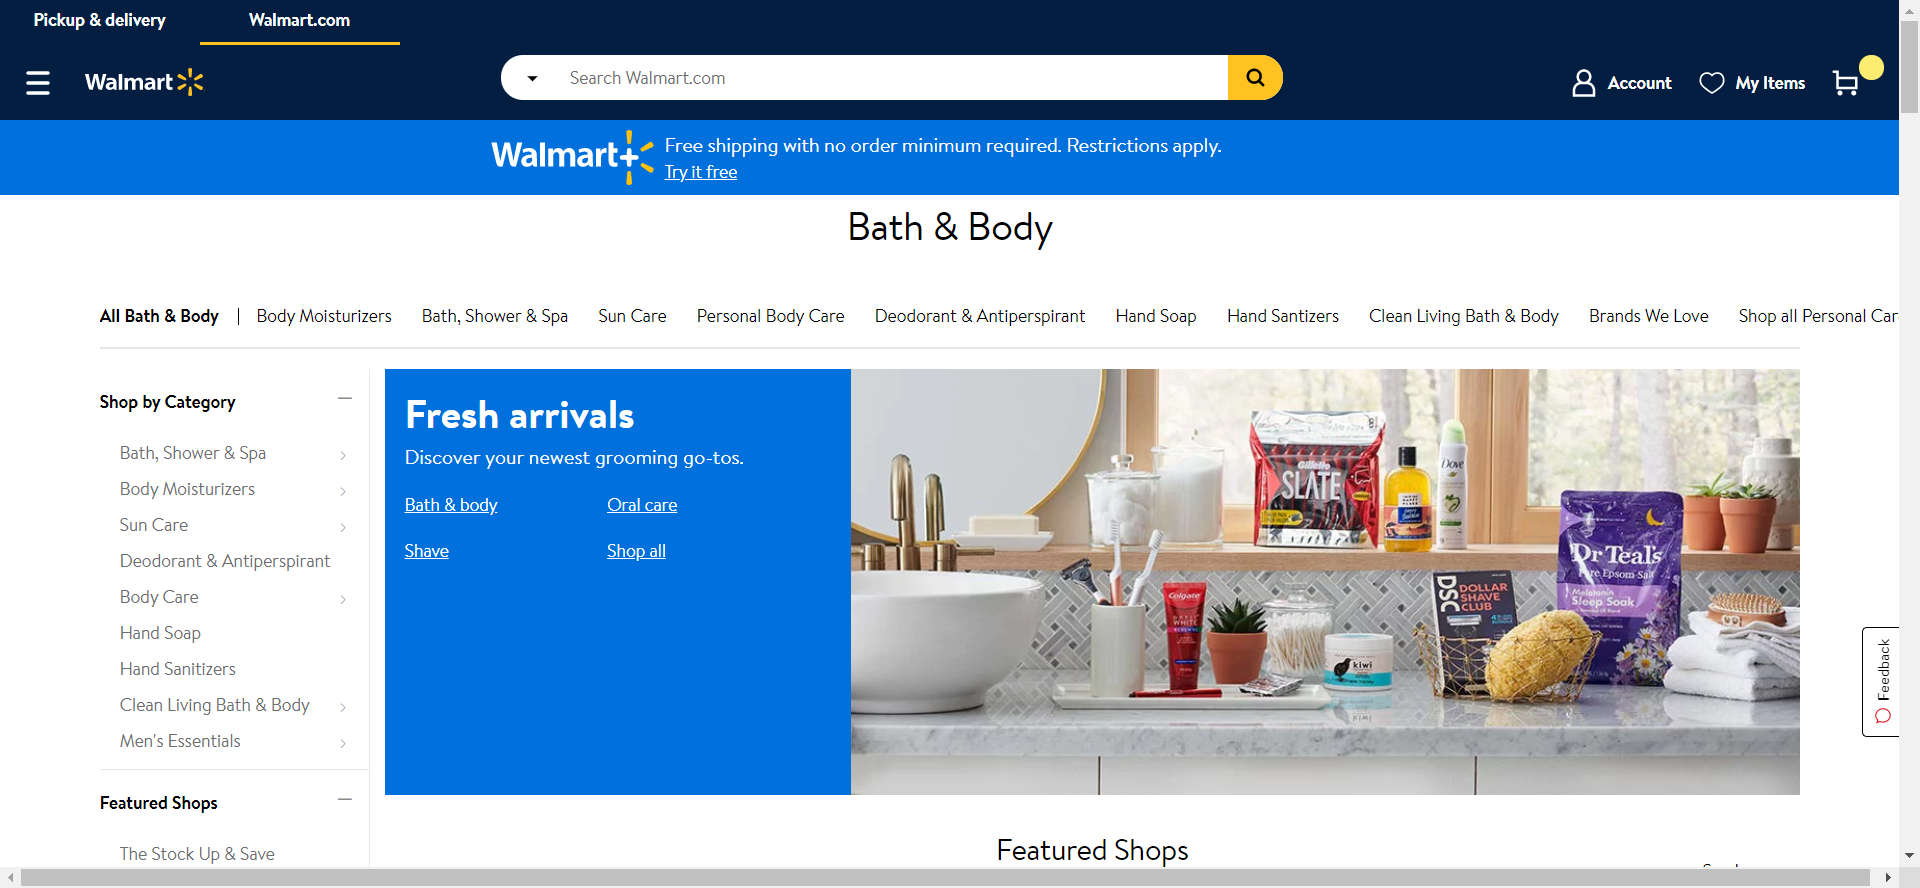 Pickup & delivery
Walmart.com
Walmart
Search Walmart.com
Account
My Items
Walmart+
Free shipping with no order minimum required. Restrictions apply.
Try it free
Bath & Body
All Bath & Body
Body Moisturizers
Bath, Shower & Spa
Sun Care
Personal Body Care
Deodorant & Antiperspirant
Hand Soap
Hand Santizers
Clean Living Bath & Body
Brands We Love
Shop all Personal Car
Shop by Category
Bath, Shower & Spa
Body Moisturizers
Sun Care
Deodorant & Antiperspirant
Body Care
Hand Soap
Hand Sanitizers
Clean Living Bath & Body
Men's Essentials
Featured Shops
The Stock Up & Save
Fresh arrivals
Discover your newest grooming go-tos.
Bath & body
Oral care
Shave
Shop all
Gillette
SLATE
Dove
Dr Teal's
Pure Epsom Salt
Melatonin
Sleep Soak
DSC
DOLLAR
SHAVE
CLUB
Colgate
OPTIC
WHITE
kiwi
Feedback
Featured Shops